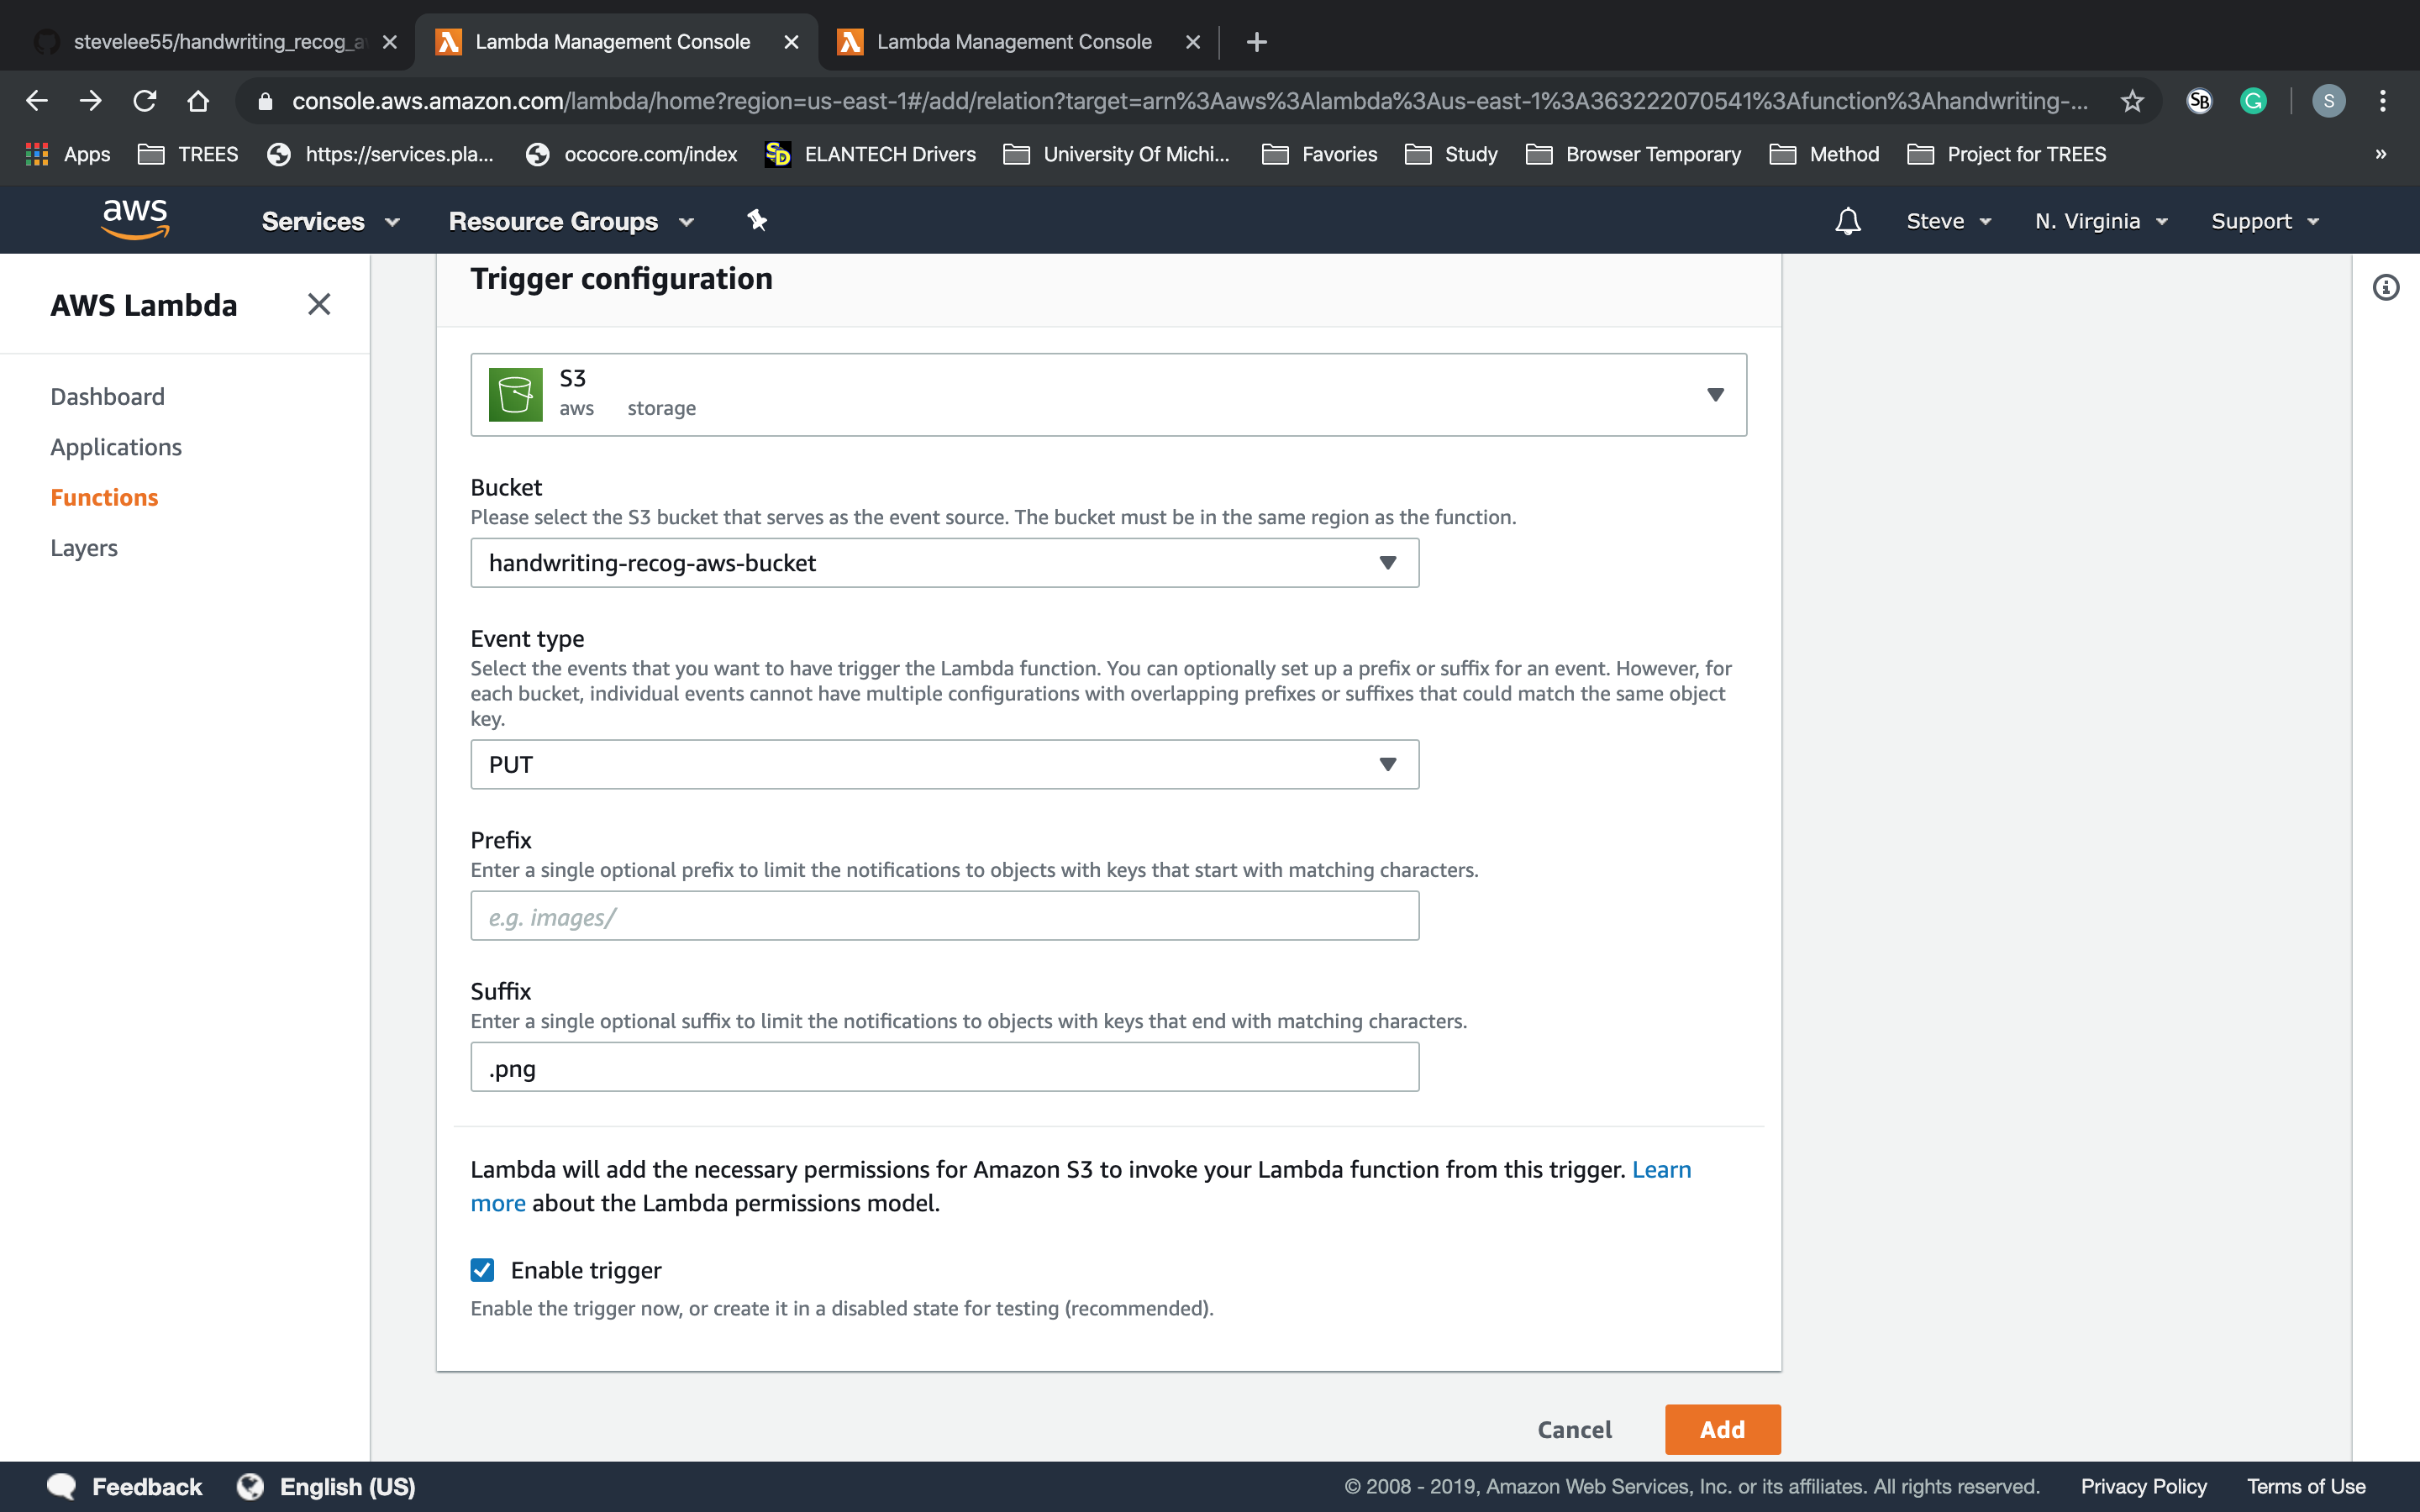 stevelee55/handwriting_recog_a
Lambda Management Console
Lambda Management Console
console.aws.amazon.com/lambda/home?region=us-east-1#/add/relation?target=arn%3Aaws%3Alambda%3Aus-east-1%3A363222070541%3Afunction%3Ahandwriting-...
SB
G
S
Apps
TREES
https://services.pla...
ococore.com/index
SD
ELANTECH Drivers
University Of Michi...
Favorites
Study
Browser Temporary
Method
Project for TREES
»
aws
Services
Resource Groups
Steve
N. Virginia
Support
AWS Lambda
Dashboard
Applications
Functions
Layers
Trigger configuration
S3
aws storage
Bucket
Please select the S3 bucket that serves as the event source. The bucket must be in the same region as the function.
handwriting-recog-aws-bucket
Event type
Select the events that you want to have trigger the Lambda function. You can optionally set up a prefix or suffix for an event. However, for
each bucket, individual events cannot have multiple configurations with overlapping prefixes or suffixes that could match the same object
key.
PUT
Prefix
Enter a single optional prefix to limit the notifications to objects with keys that start with matching characters.
e.g. images/
Suffix
Enter a single optional suffix to limit the notifications to objects with keys that end with matching characters.
.png
Lambda will add the necessary permissions for Amazon S3 to invoke your Lambda function from this trigger. Learn
more about the Lambda permissions model.
Enable trigger
Enable the trigger now, or create it in a disabled state for testing (recommended).
Cancel
Add
Feedback
English (US)
© 2008 - 2019, Amazon Web Services, Inc. or its affiliates. All rights reserved.
Privacy Policy
Terms of Use